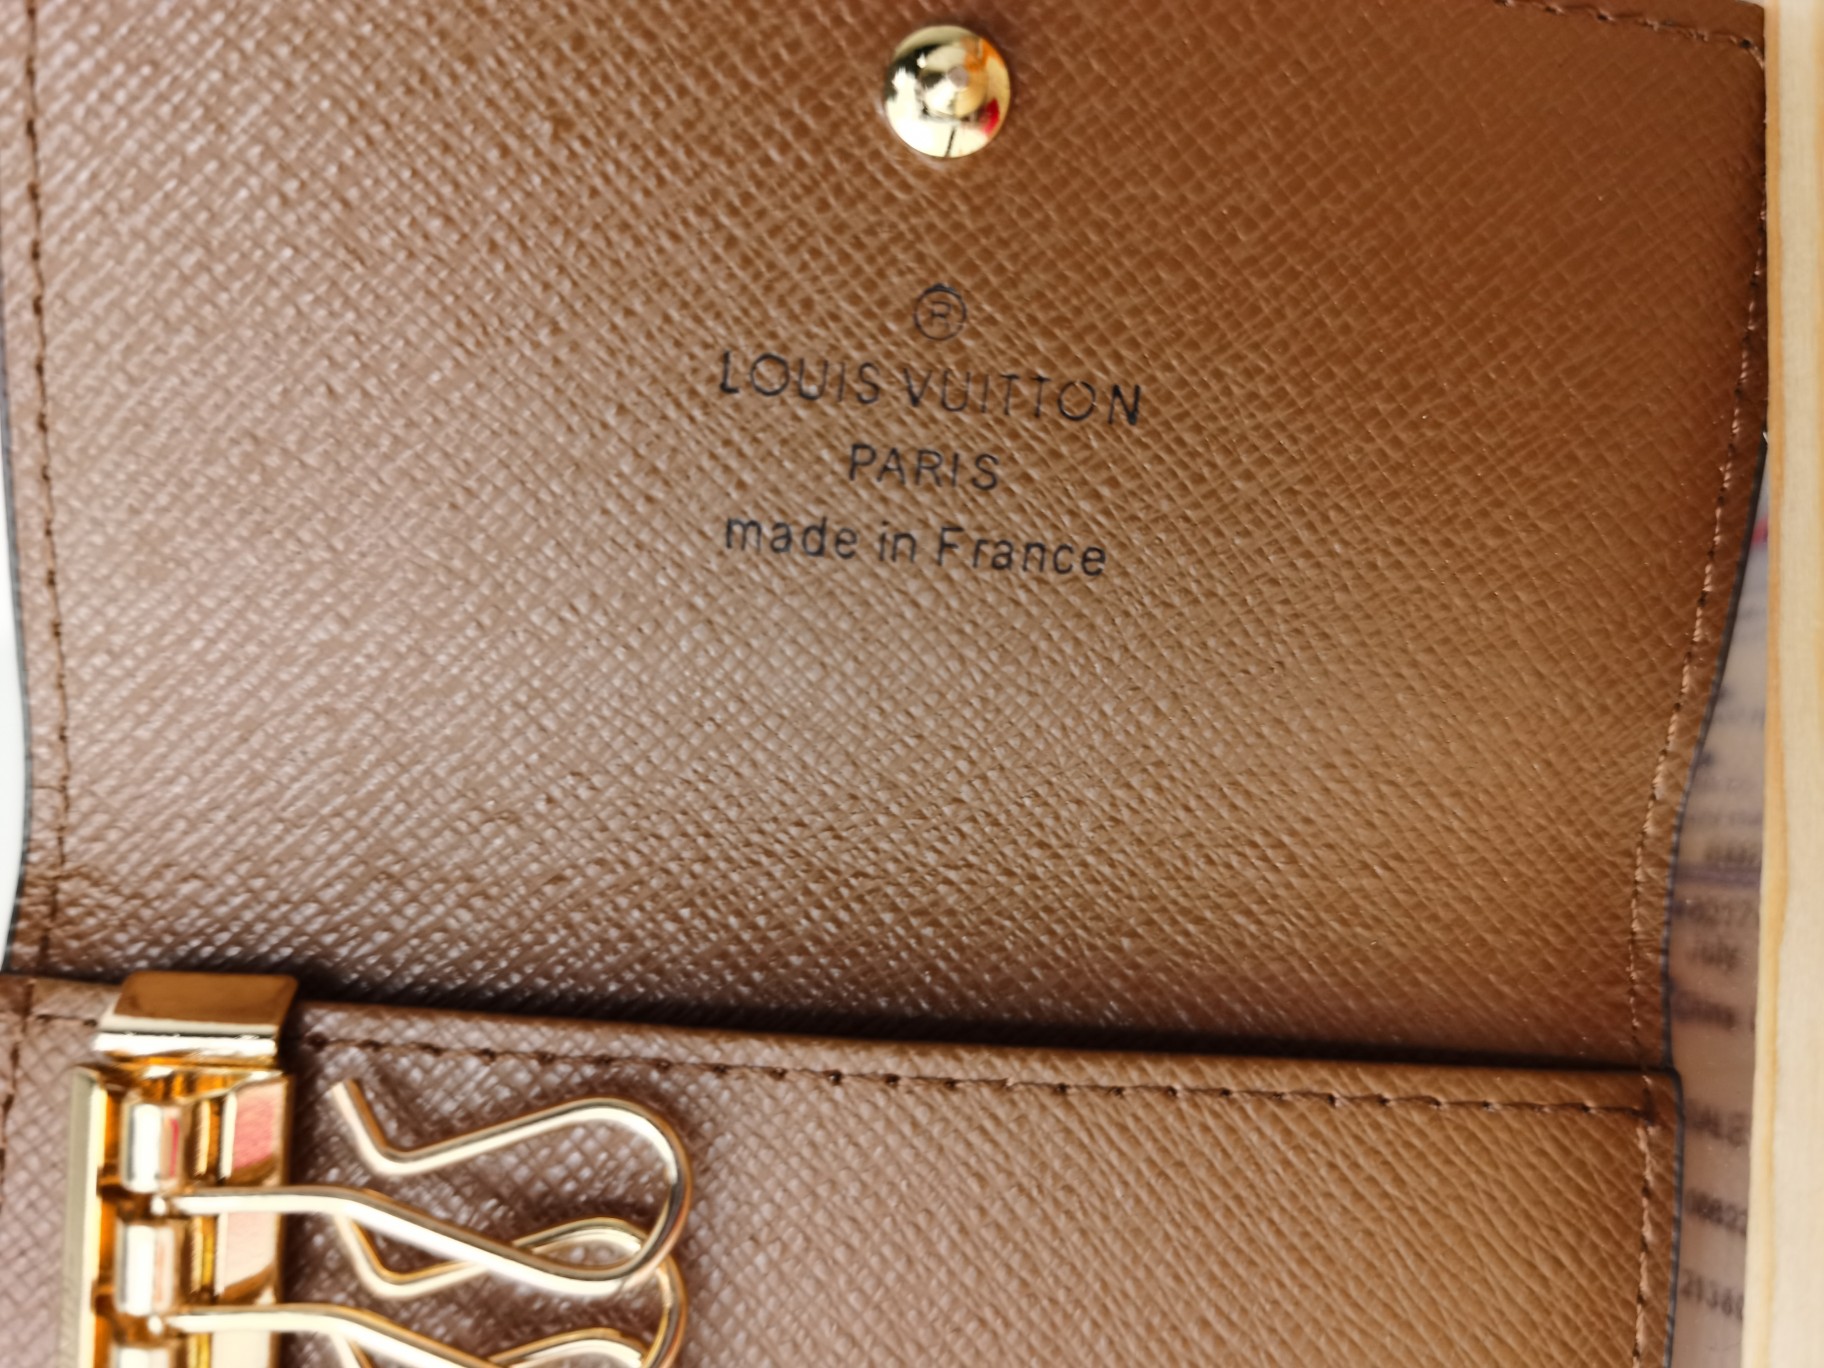 ®
LOUIS VUITTON
PARIS
made in France